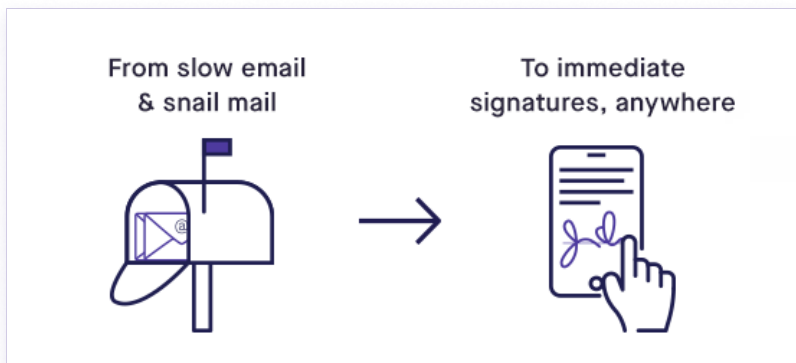 From slow email
& snail mail
To immediate
signatures, anywhere
@